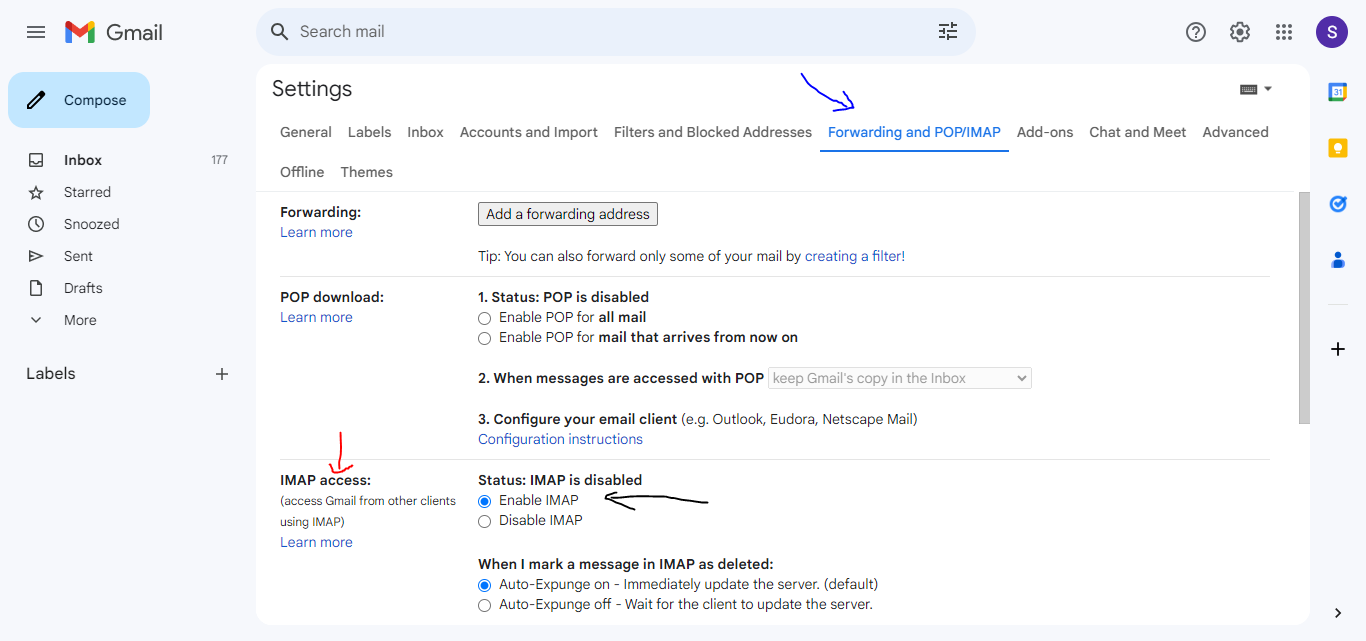 Gmail
Search mail
S
Compose
Inbox 177
Starred
Snoozed
Sent
Drafts
More
Labels
Settings
General Labels Inbox Accounts and Import Filters and Blocked Addresses Forwarding and POP/IMAP Add-ons Chat and Meet Advanced
Offline Themes
Forwarding:
Learn more
Add a forwarding address
Tip: You can also forward only some of your mail by creating a filter!
POP download:
Learn more
1. Status: POP is disabled
Enable POP for all mail
Enable POP for mail that arrives from now on
2. When messages are accessed with POP keep Gmail's copy in the Inbox
3. Configure your email client (e.g. Outlook, Eudora, Netscape Mail)
Configuration instructions
IMAP access:
(access Gmail from other clients
using IMAP)
Learn more
Status: IMAP is disabled
Enable IMAP
Disable IMAP
When I mark a message in IMAP as deleted:
Auto-Expunge on - Immediately update the server. (default)
Auto-Expunge off - Wait for the client to update the server.
31